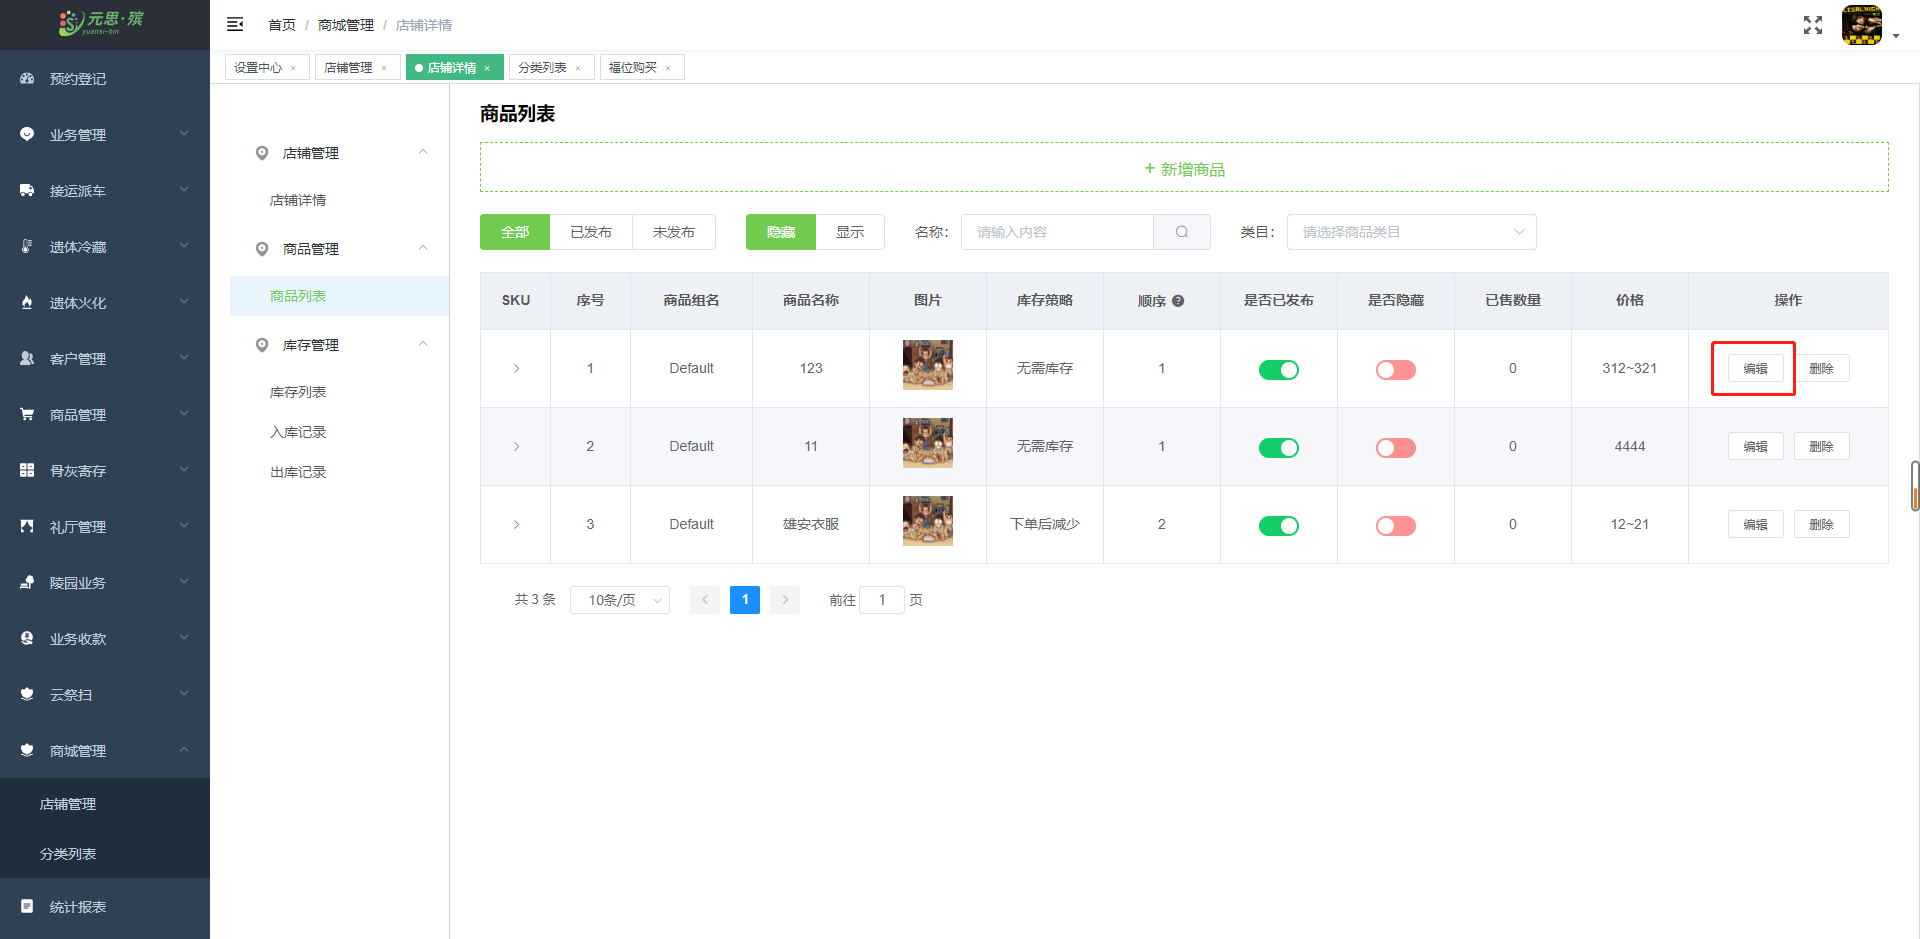 元思·殡
yuansi-bin
首页 / 商城管理 / 店铺详情
设置中心 ×
店铺管理 ×
店铺详情 ×
分类列表 ×
福位购买 ×
预约登记
业务管理
接运派车
遗体冷藏
遗体火化
客户管理
商品管理
骨灰寄存
礼厅管理
陵园业务
业务收款
云祭扫
商城管理
店铺管理
分类列表
统计报表
店铺管理
店铺详情
商品管理
商品列表
库存管理
库存列表
入库记录
出库记录
商品列表
+ 新增商品
全部 已发布 未发布 隐藏 显示 名称： 请输入内容 类目： 请选择商品类目
SKU 序号 商品组名 商品名称 图片 库存策略 顺序 ? 是否已发布 是否隐藏 已售数量 价格 操作
1 Default 123 无需库存 1 0 312~321 编辑 删除
2 Default 11 无需库存 1 0 4444 编辑 删除
3 Default 雄安衣服 下单后减少 2 0 12~21 编辑 删除
共 3 条 10条/页 1 前往 1 页